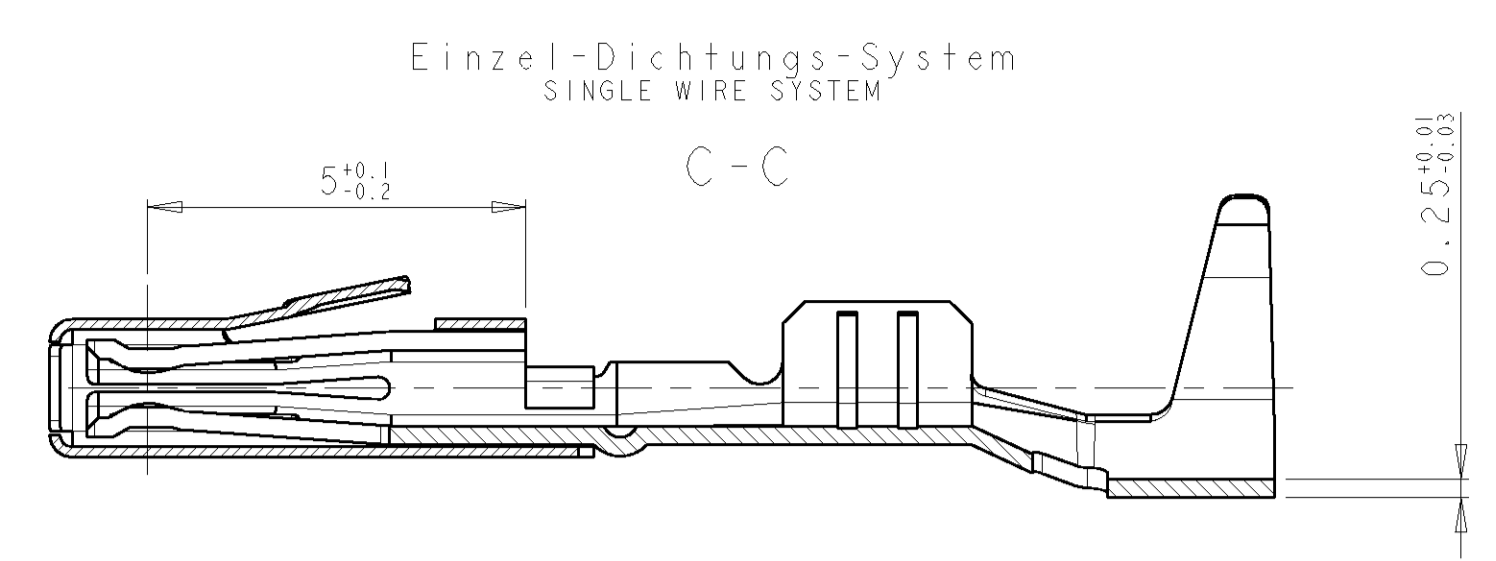 Einzel-Dichtungs-System
SINGLE WIRE SYSTEM
C-C
5 +0.1
-0.2
0.25 +0.01
-0.03